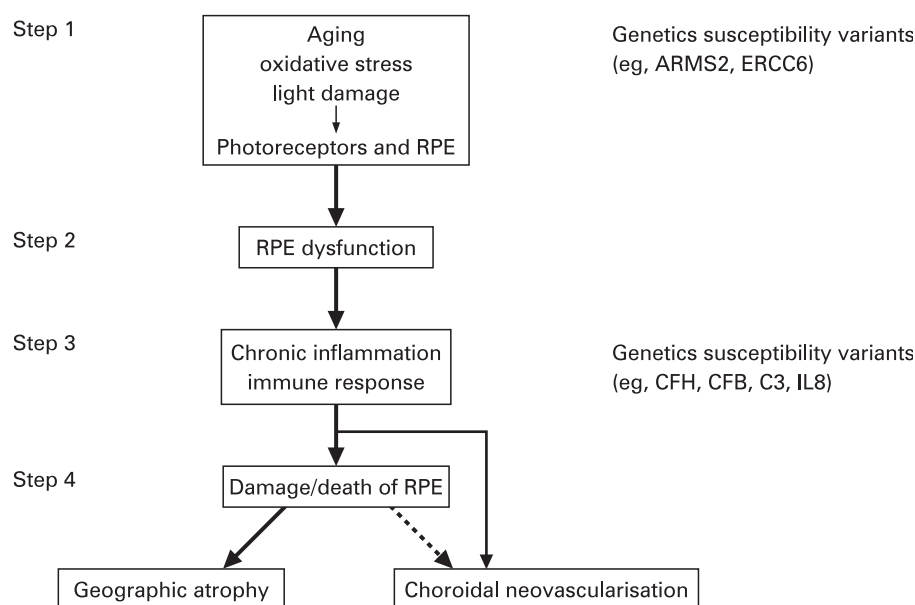 Step 1
Aging
oxidative stress
light damage
Photoreceptors and RPE
Genetics susceptibility variants
(eg, ARMS2, ERCC6)
Step 2
RPE dysfunction
Step 3
Chronic inflammation
immune response
Genetics susceptibility variants
(eg, CFH, CFB, C3, IL8)
Step 4
Damage/death of RPE
Geographic atrophy
Choroidal neovascularisation